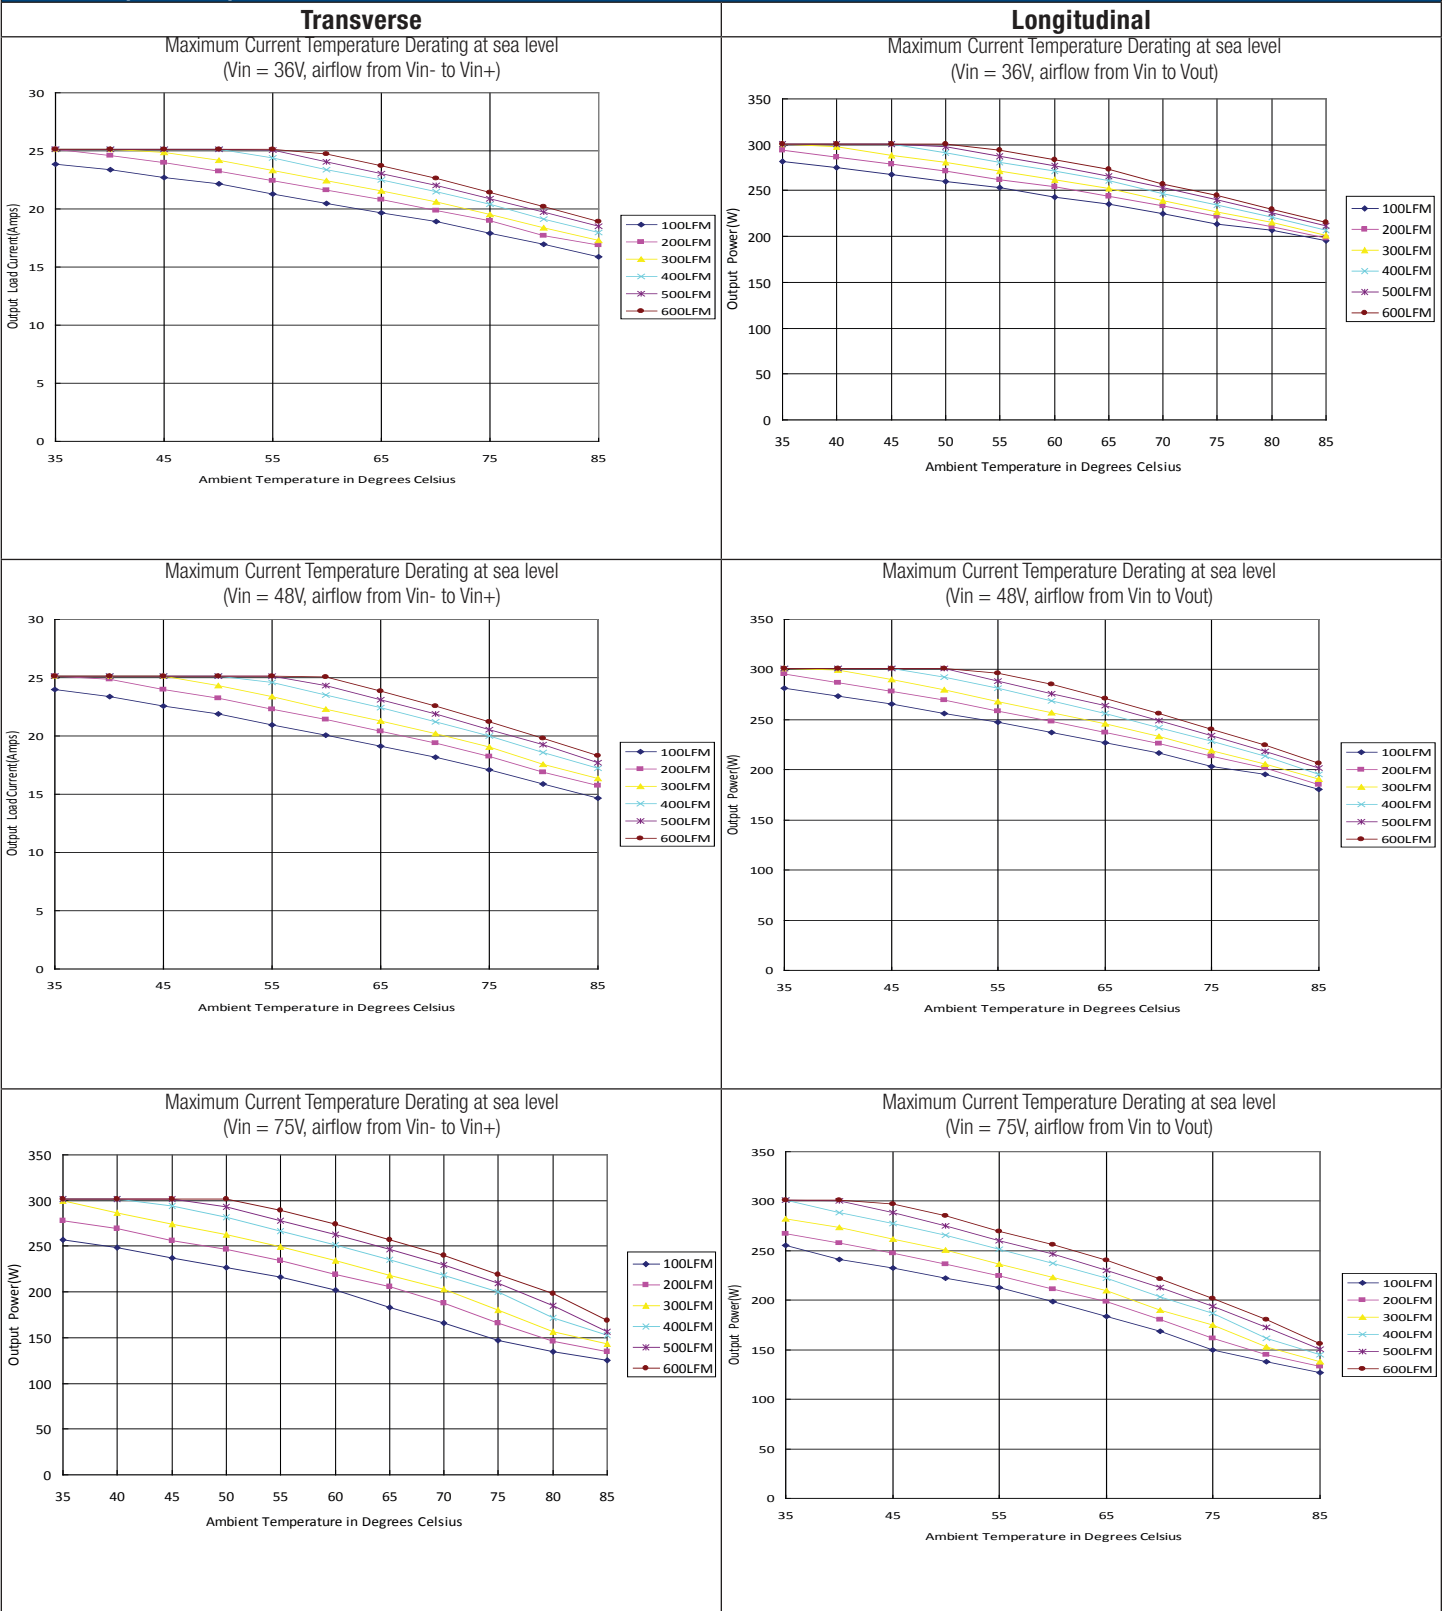 Transverse
Longitudinal
Maximum Current Temperature Derating at sea level
(Vin = 36V, airflow from Vin- to Vin+)
30
25
20
15
10
5
0
Output Load Current(Amps)
35 45 55 65 75 85
Ambient Temperature in Degrees Celsius
100LFM
200LFM
300LFM
400LFM
500LFM
600LFM
Maximum Current Temperature Derating at sea level
(Vin = 36V, airflow from Vin to Vout)
350
300
250
200
150
100
50
0
Output Power(W)
35 40 45 50 55 60 65 70 75 80 85
Ambient Temperature in Degrees Celsius
100LFM
200LFM
300LFM
400LFM
500LFM
600LFM
Maximum Current Temperature Derating at sea level
(Vin = 48V, airflow from Vin- to Vin+)
30
25
20
15
10
5
0
Output Load Current(Amps)
35 45 55 65 75 85
Ambient Temperature in Degrees Celsius
100LFM
200LFM
300LFM
400LFM
500LFM
600LFM
Maximum Current Temperature Derating at sea level
(Vin = 48V, airflow from Vin to Vout)
350
300
250
200
150
100
50
0
Output Power(W)
35 45 55 65 75 85
Ambient Temperature in Degrees Celsius
100LFM
200LFM
300LFM
400LFM
500LFM
600LFM
Maximum Current Temperature Derating at sea level
(Vin = 75V, airflow from Vin- to Vin+)
350
300
250
200
150
100
50
0
Output Power(W)
35 40 45 50 55 60 65 70 75 80 85
Ambient Temperature in Degrees Celsius
100LFM
200LFM
300LFM
400LFM
500LFM
600LFM
Maximum Current Temperature Derating at sea level
(Vin = 75V, airflow from Vin to Vout)
350
300
250
200
150
100
50
0
Output Power(W)
35 45 55 65 75 85
Ambient Temperature in Degrees Celsius
100LFM
200LFM
300LFM
400LFM
500LFM
600LFM